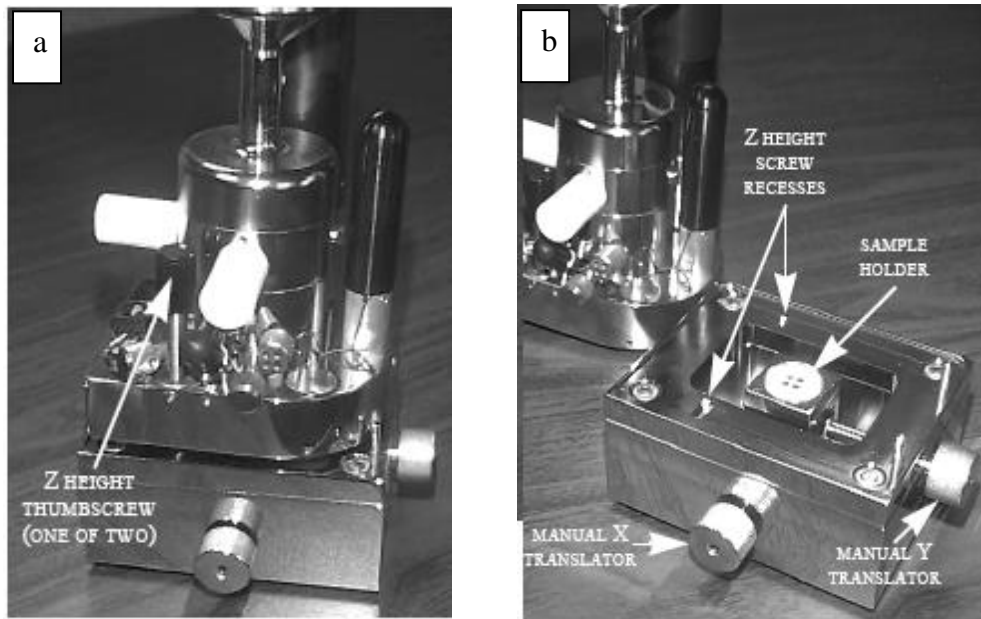 a
Z HEIGHT
THUMBSCREW
(ONE OF TWO)
b
Z HEIGHT
SCREW
RECESSES
SAMPLE
HOLDER
MANUAL X
TRANSLATOR
MANUAL Y
TRANSLATOR